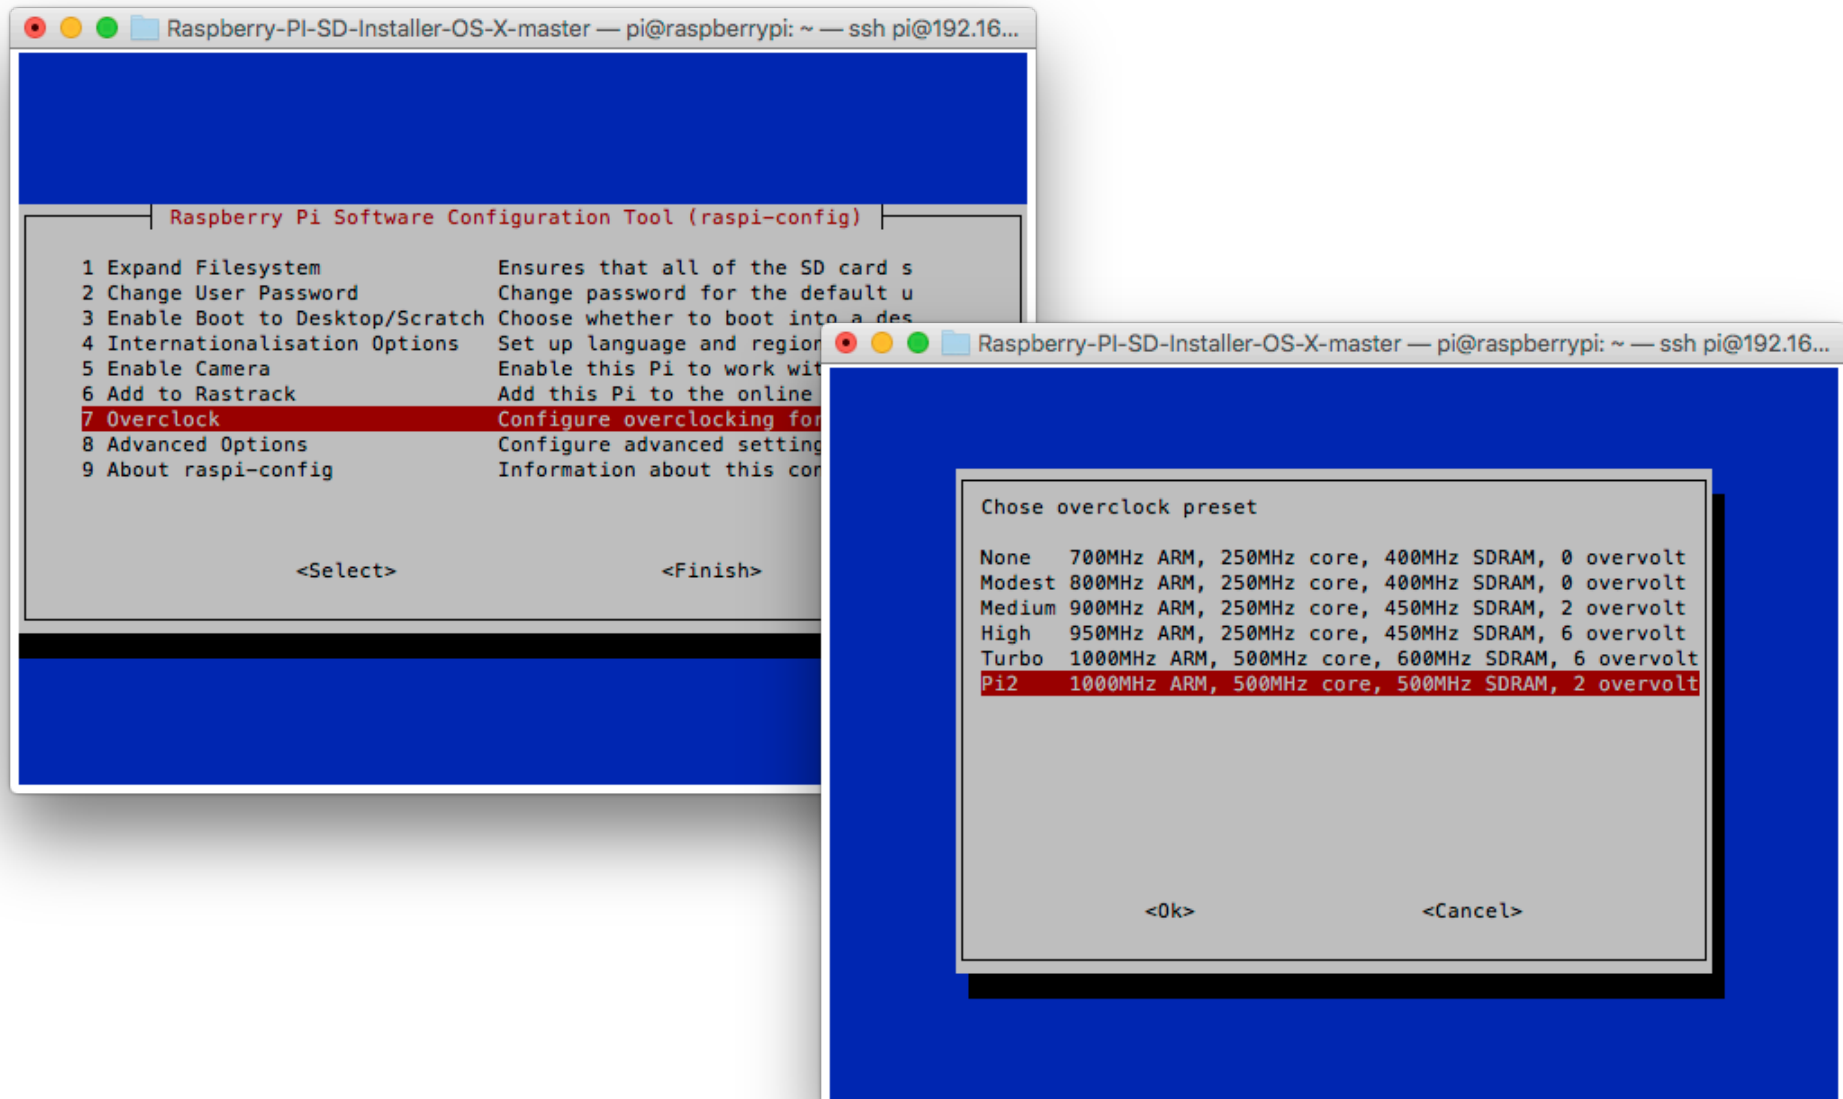 Raspberry-PI-SD-Installer-OS-X-master — pi@raspberrypi: ~ — ssh pi@192.16...
Raspberry Pi Software Configuration Tool (raspi-config)
1 Expand Filesystem Ensures that all of the SD card s
2 Change User Password Change password for the default u
3 Enable Boot to Desktop/Scratch Choose whether to boot into a des
4 Internationalisation Options Set up language and region
5 Enable Camera Enable this Pi to work wit
6 Add to Rastrack Add this Pi to the online
7 Overclock Configure overclocking for
8 Advanced Options Configure advanced setting
9 About raspi-config Information about this con
<Select> <Finish>
Raspberry-PI-SD-Installer-OS-X-master — pi@raspberrypi: ~ — ssh pi@192.16...
Chose overclock preset
None 700MHz ARM, 250MHz core, 400MHz SDRAM, 0 overvolt
Modest 800MHz ARM, 250MHz core, 400MHz SDRAM, 0 overvolt
Medium 900MHz ARM, 250MHz core, 450MHz SDRAM, 2 overvolt
High 950MHz ARM, 250MHz core, 450MHz SDRAM, 6 overvolt
Turbo 1000MHz ARM, 500MHz core, 600MHz SDRAM, 6 overvolt
Pi2 1000MHz ARM, 500MHz core, 500MHz SDRAM, 2 overvolt
<Ok> <Cancel>